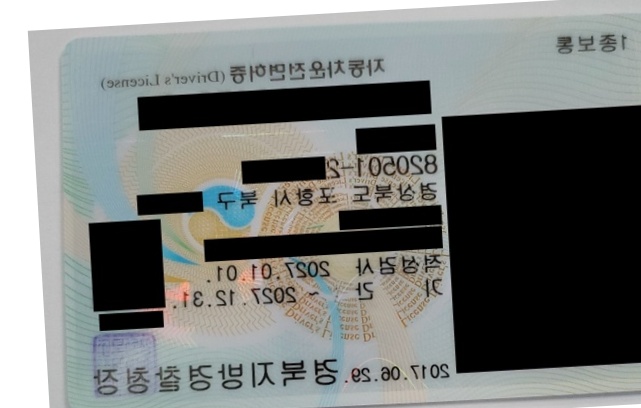 1종보통
자동차운전면허증 (Driver's License)
820501-2
경상북도 포항시 북구
적성검사 2027.01.01.
기 간 2027.12.31.
2017.06.29.
경북지방경찰청장